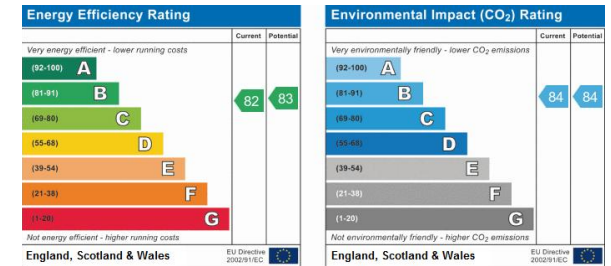 Energy Efficiency Rating
Current Potential
Very energy efficient - lower running costs
(92-100) A
(81-91) B
(69-80) C
(55-68) D
(39-54) E
(21-38) F
(1-20) G
82 83
Not energy efficient - higher running costs
England, Scotland & Wales
EU Directive
2002/91/EC
Environmental Impact (CO₂) Rating
Current Potential
Very environmentally friendly - lower CO₂ emissions
(92-100) A
(81-91) B
(69-80) C
(55-68) D
(39-54) E
(21-38) F
(1-20) G
84 84
Not environmentally friendly - higher CO₂ emissions
England, Scotland & Wales
EU Directive
2002/91/EC